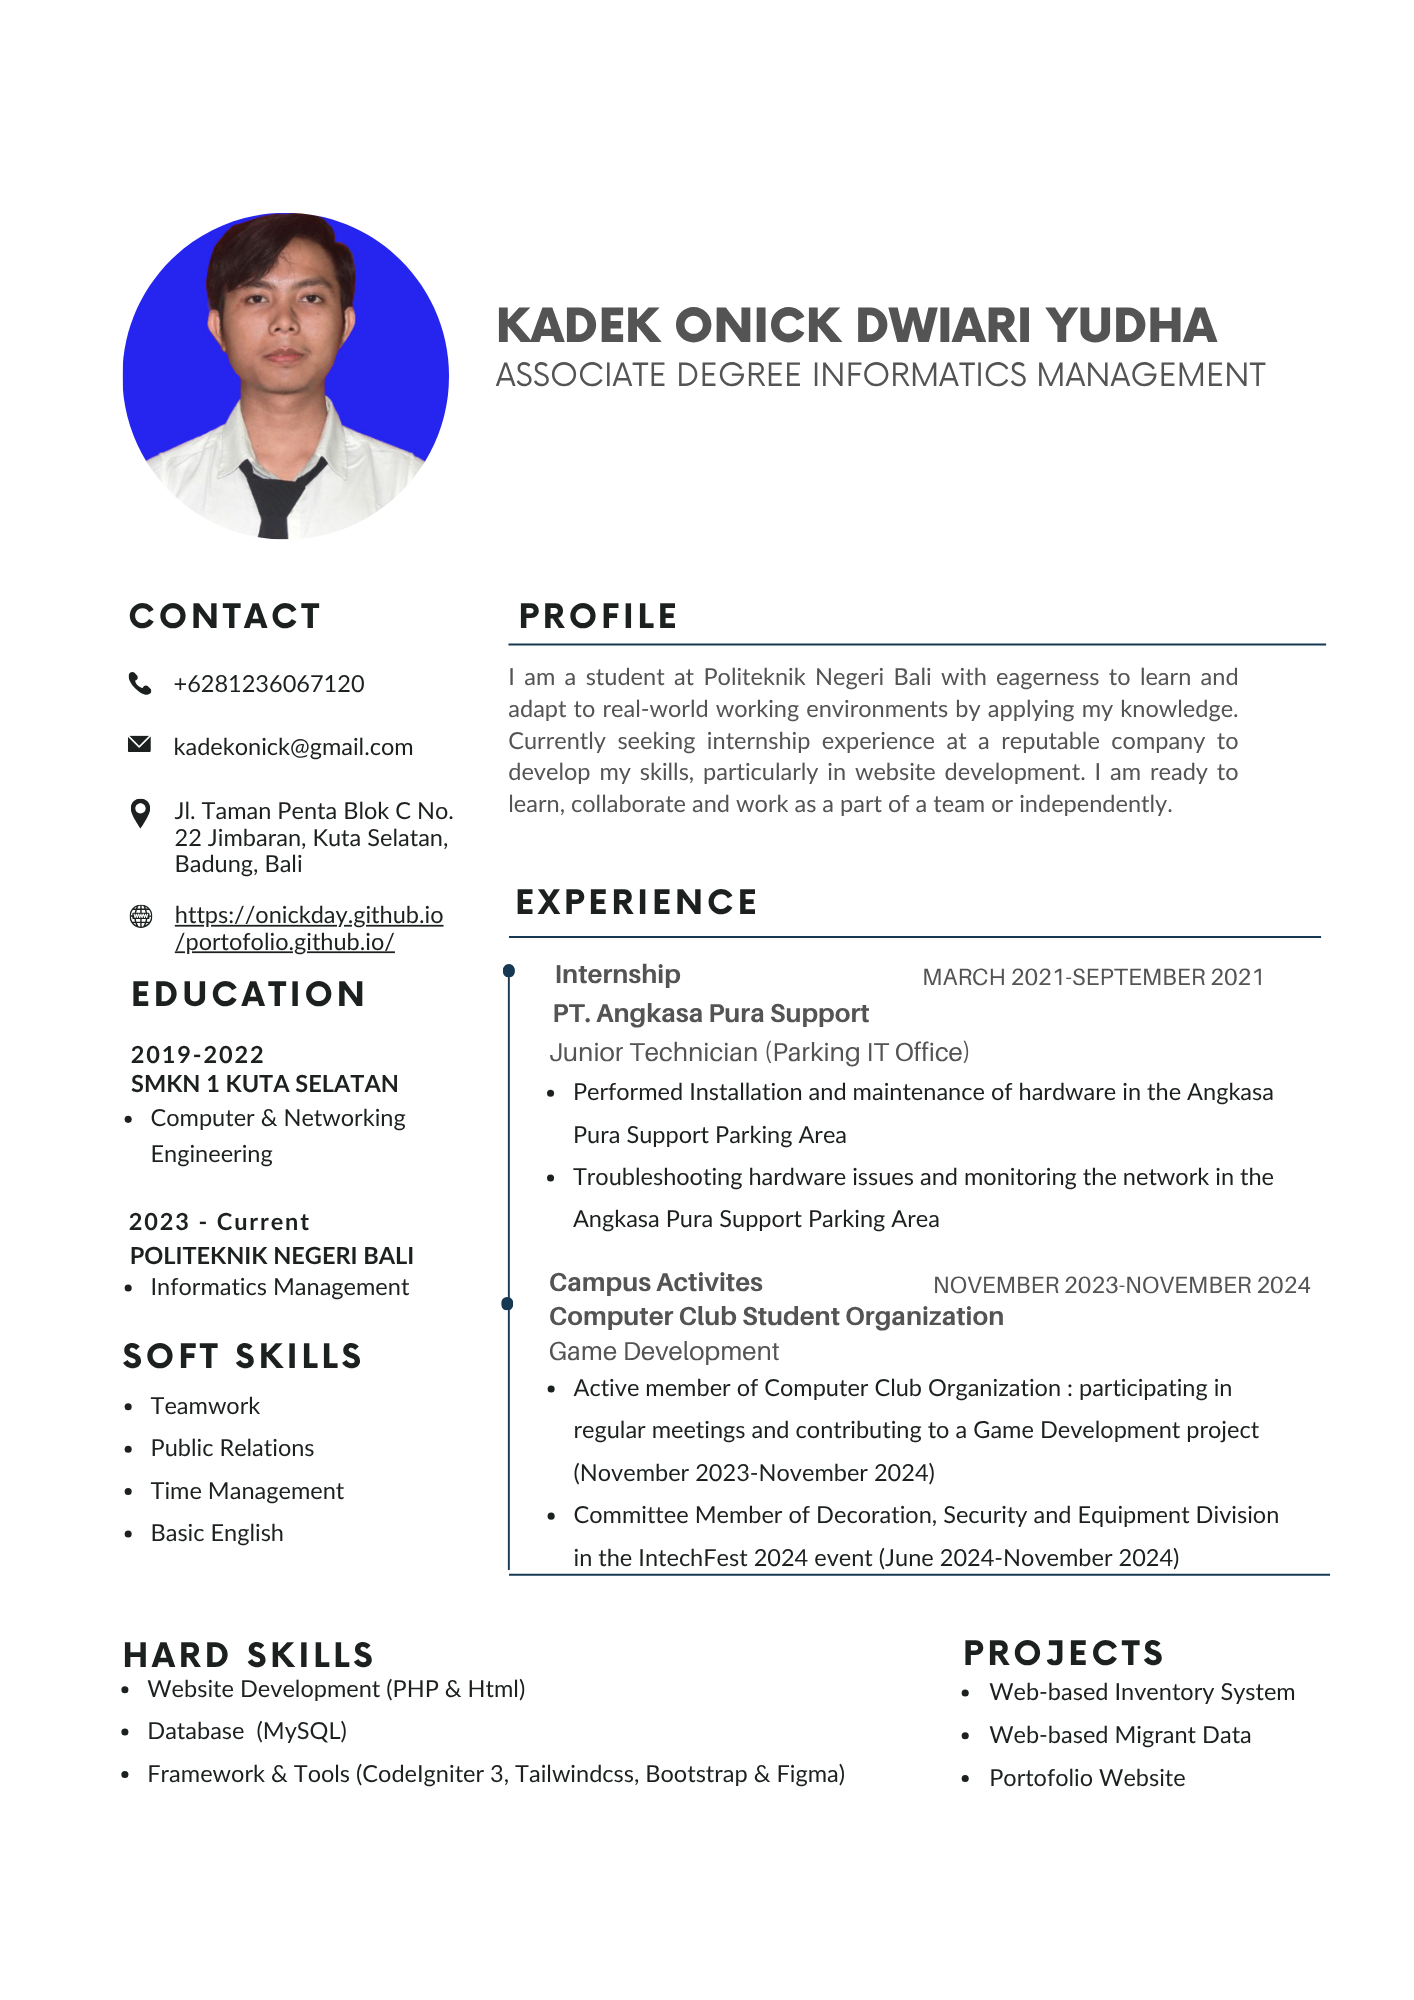 KADEK ONICK DWIARI YUDHA
ASSOCIATE DEGREE INFORMATICS MANAGEMENT
CONTACT
+6281236067120
kadekonick@gmail.com
Jl. Taman Penta Blok C No.
22 Jimbaran, Kuta Selatan,
Badung, Bali
https://onickday.github.io
/portofolio.github.io/
EDUCATION
2019-2022
SMKN 1 KUTA SELATAN
• Computer & Networking
Engineering
2023 - Current
POLITEKNIK NEGERI BALI
• Informatics Management
SOFT SKILLS
• Teamwork
• Public Relations
• Time Management
• Basic English
PROFILE
I am a student at Politeknik Negeri Bali with eagerness to learn and
adapt to real-world working environments by applying my knowledge.
Currently seeking internship experience at a reputable company to
develop my skills, particularly in website development. I am ready to
learn, collaborate and work as a part of a team or independently.
EXPERIENCE
Internship MARCH 2021-SEPTEMBER 2021
PT. Angkasa Pura Support
Junior Technician (Parking IT Office)
• Performed Installation and maintenance of hardware in the Angkasa
Pura Support Parking Area
• Troubleshooting hardware issues and monitoring the network in the
Angkasa Pura Support Parking Area
Campus Activites NOVEMBER 2023-NOVEMBER 2024
Computer Club Student Organization
Game Development
• Active member of Computer Club Organization : participating in
regular meetings and contributing to a Game Development project
(November 2023-November 2024)
• Committee Member of Decoration, Security and Equipment Division
in the IntechFest 2024 event (June 2024-November 2024)
HARD SKILLS
• Website Development (PHP & Html)
• Database (MySQL)
• Framework & Tools (CodeIgniter 3, Tailwindcss, Bootstrap & Figma)
PROJECTS
• Web-based Inventory System
• Web-based Migrant Data
• Portofolio Website